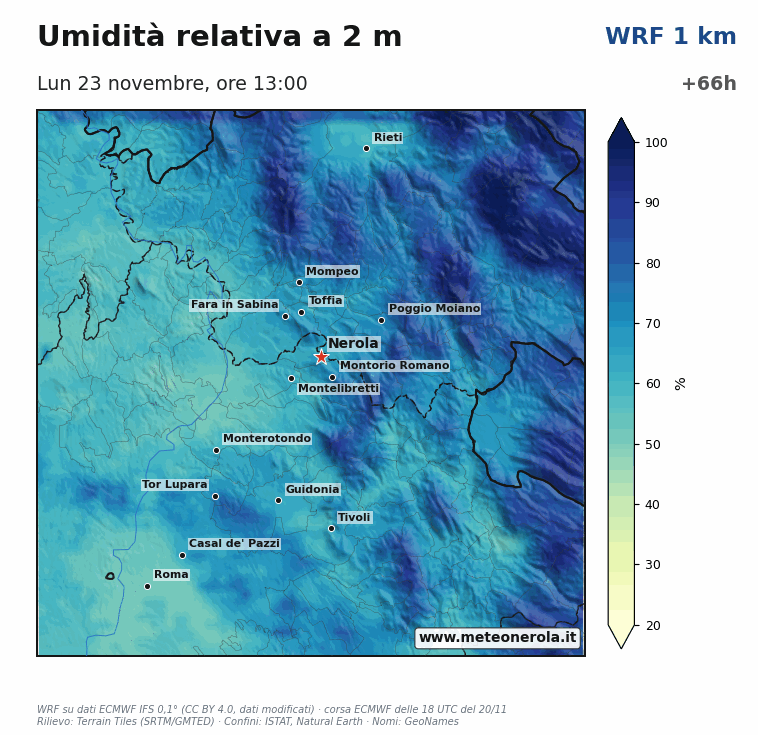 Umidità relativa a 2 m
WRF 1 km
Lun 23 novembre, ore 13:00
+66h
Rieti
Mompeo
Fara in Sabina
Toffia
Poggio Moiano
Nerola
Montorio Romano
Montelibretti
Monterotondo
Tor Lupara
Guidonia
Tivoli
Casal de' Pazzi
Roma
www.meteonerola.it
100
90
80
70
60
50
40
30
20
%
WRF su dati ECMWF IFS 0,1° (CC BY 4.0, dati modificati) · corsa ECMWF delle 18 UTC del 20/11
Rilievo: Terrain Tiles (SRTM/GMTED) · Confini: ISTAT, Natural Earth · Nomi: GeoNames